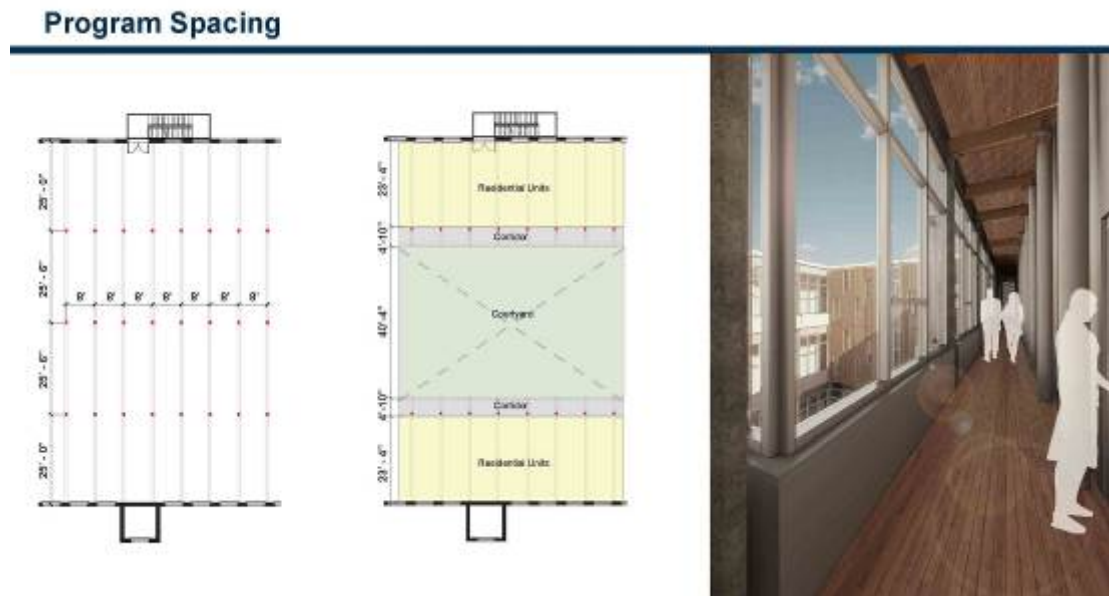 Program Spacing
25' - 0"
25' - 6"
8' 8' 8' 8' 8' 8' 8'
25' - 6"
25' - 0"
23' - 4"
Residential Units
4'-10"
Corridor
40'-4"
Courtyard
4'-10"
Corridor
23' - 4"
Residential Units